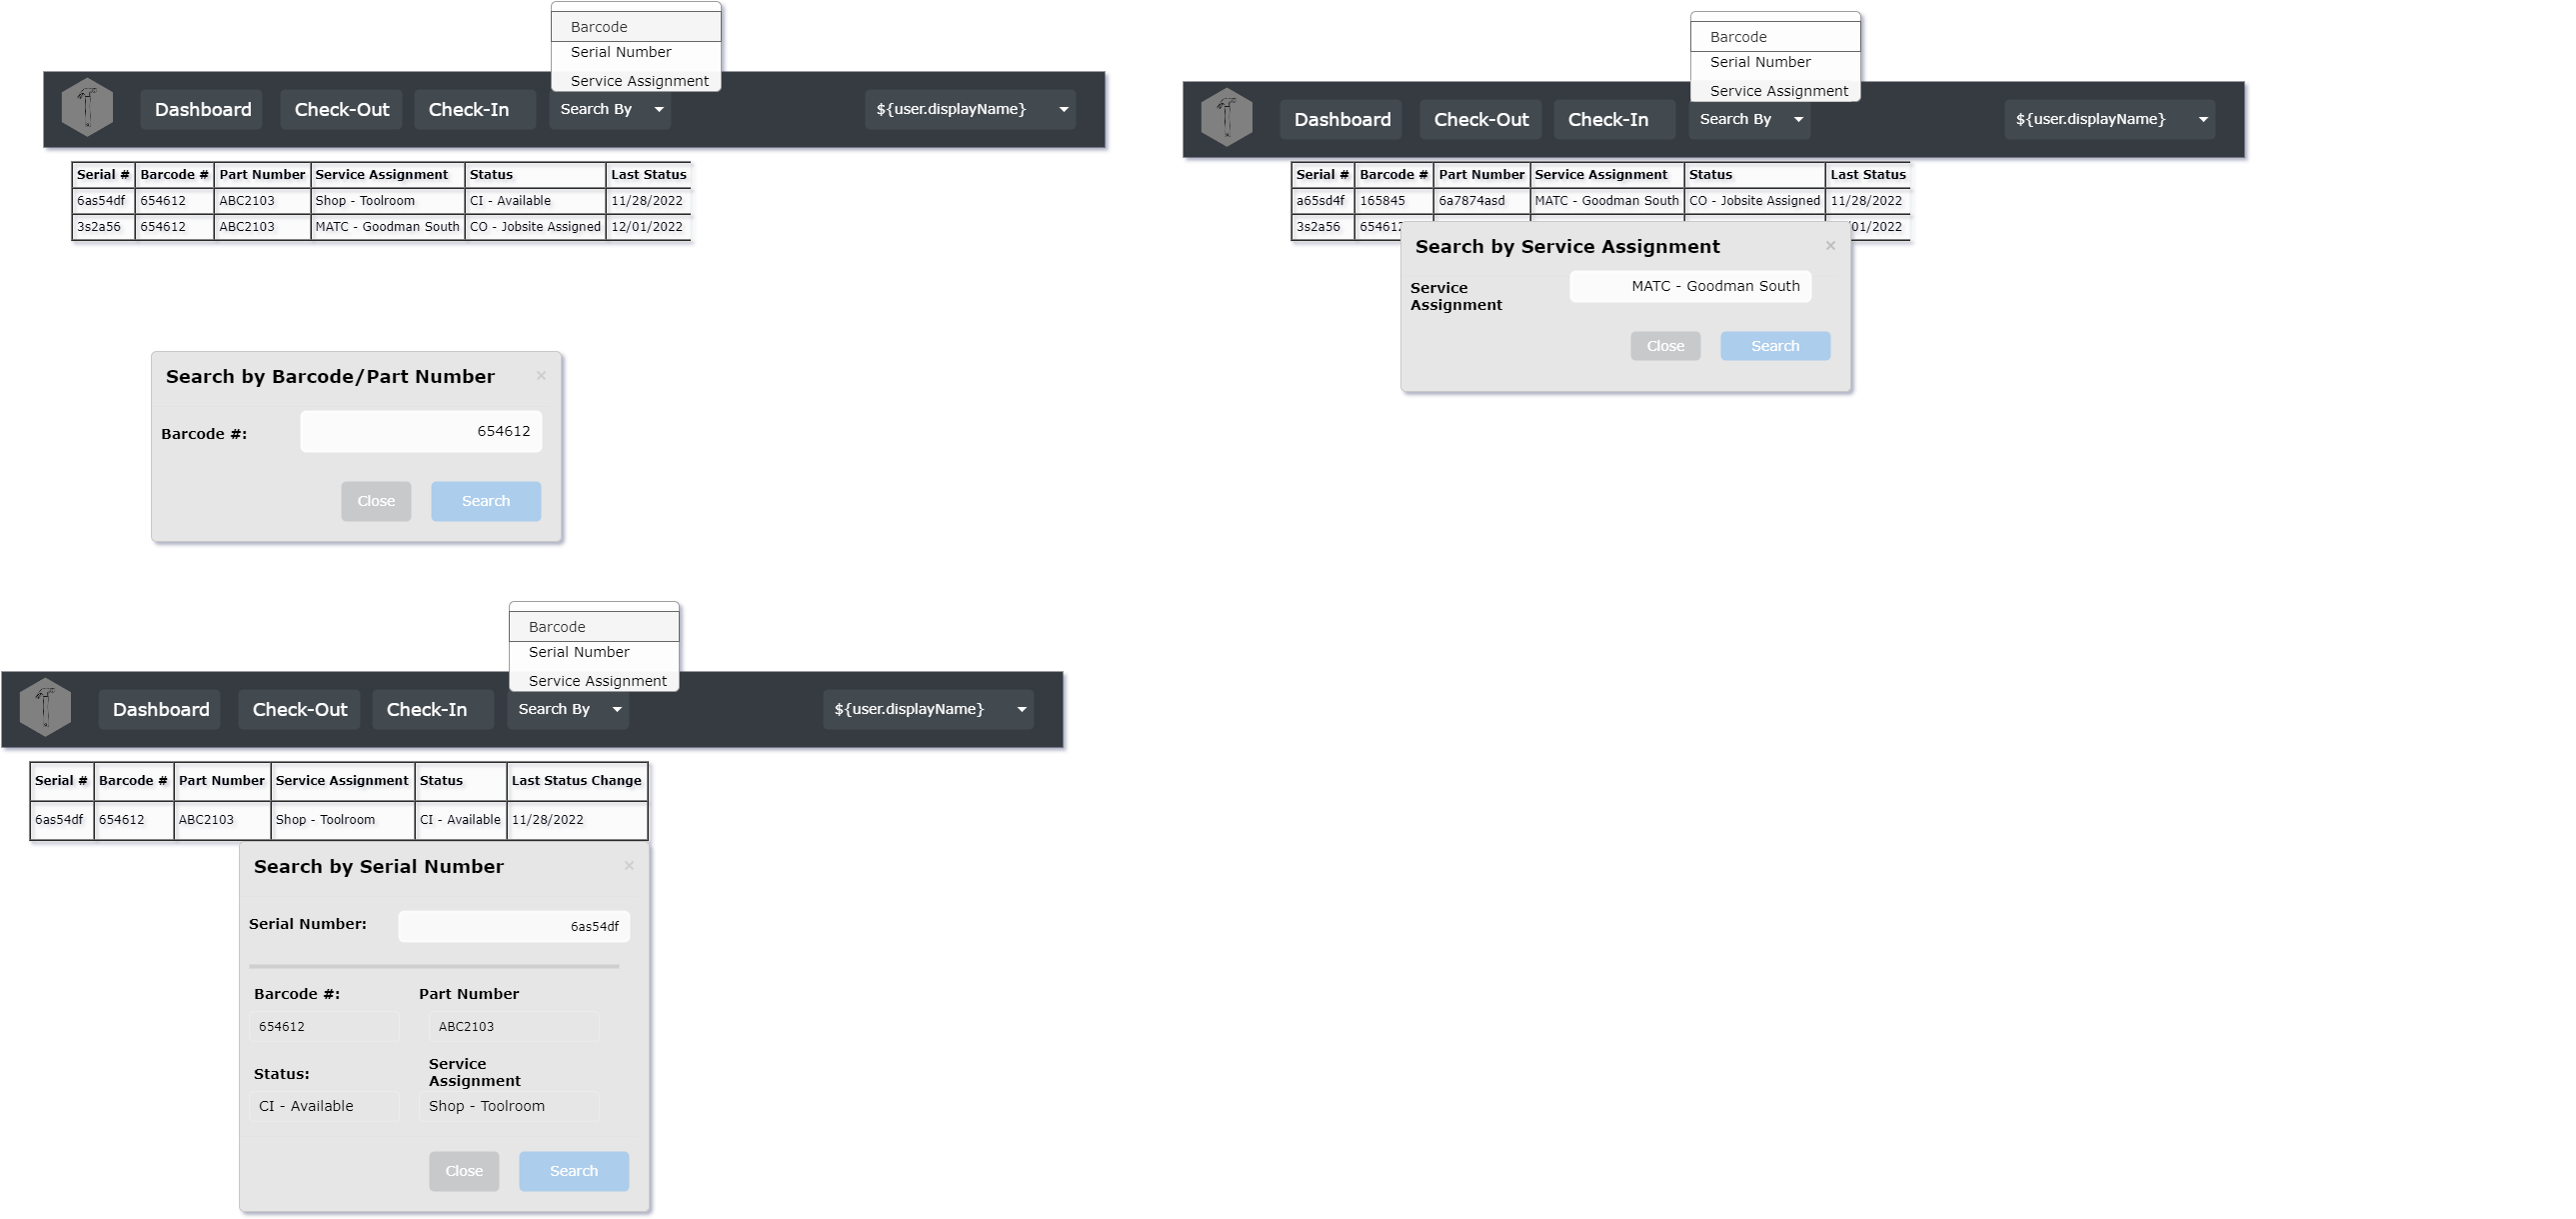 Barcode
Serial Number
Service Assignment
Dashboard Check-Out Check-In Search By ${user.displayName}
Serial # Barcode # Part Number Service Assignment Status Last Status
6as54df 654612 ABC2103 Shop - Toolroom CI - Available 11/28/2022
3s2a56 654612 ABC2103 MATC - Goodman South CO - Jobsite Assigned 12/01/2022
Search by Barcode/Part Number ×
Barcode #: 654612
Close Search
Barcode
Serial Number
Service Assignment
Dashboard Check-Out Check-In Search By ${user.displayName}
Serial # Barcode # Part Number Service Assignment Status Last Status
a65sd4f 165845 6a7874asd MATC - Goodman South CO - Jobsite Assigned 11/28/2022
3s2a56
Search by Service Assignment ×
Service
Assignment
MATC - Goodman South
Close Search
Barcode
Serial Number
Service Assignment
Dashboard Check-Out Check-In Search By ${user.displayName}
Serial # Barcode # Part Number Service Assignment Status Last Status Change
6as54df 654612 ABC2103 Shop - Toolroom CI - Available 11/28/2022
Search by Serial Number ×
Serial Number: 6as54df
Barcode #: Part Number
654612 ABC2103
Status: Service
Assignment
CI - Available Shop - Toolroom
Close Search